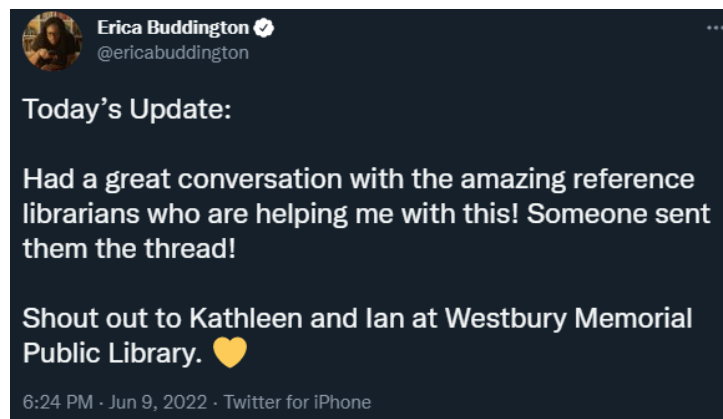 Erica Buddington
@ericabuddington
Today’s Update:
Had a great conversation with the amazing reference
librarians who are helping me with this! Someone sent
them the thread!
Shout out to Kathleen and Ian at Westbury Memorial
Public Library. 💛
6:24 PM · Jun 9, 2022 · Twitter for iPhone